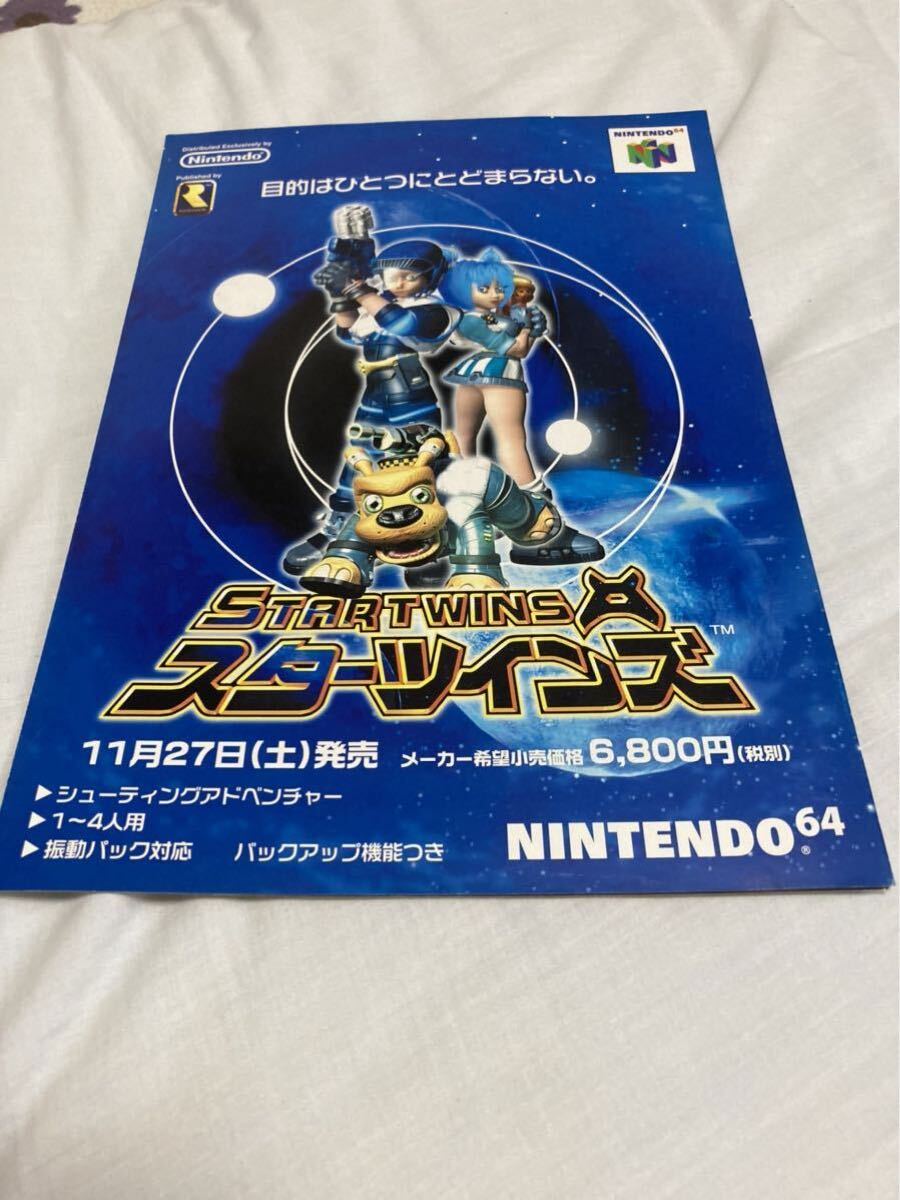 Distributed Exclusively by
Nintendo
Published by
NINTENDO64
目的はひとつにとどまらない。
STAR TWINS
スターツインズ™
11月27日(土)発売 メーカー希望小売価格 6,800円(税別)
▶シューティングアドベンチャー
▶1〜4人用
▶振動パック対応 バックアップ機能つき
NINTENDO64®